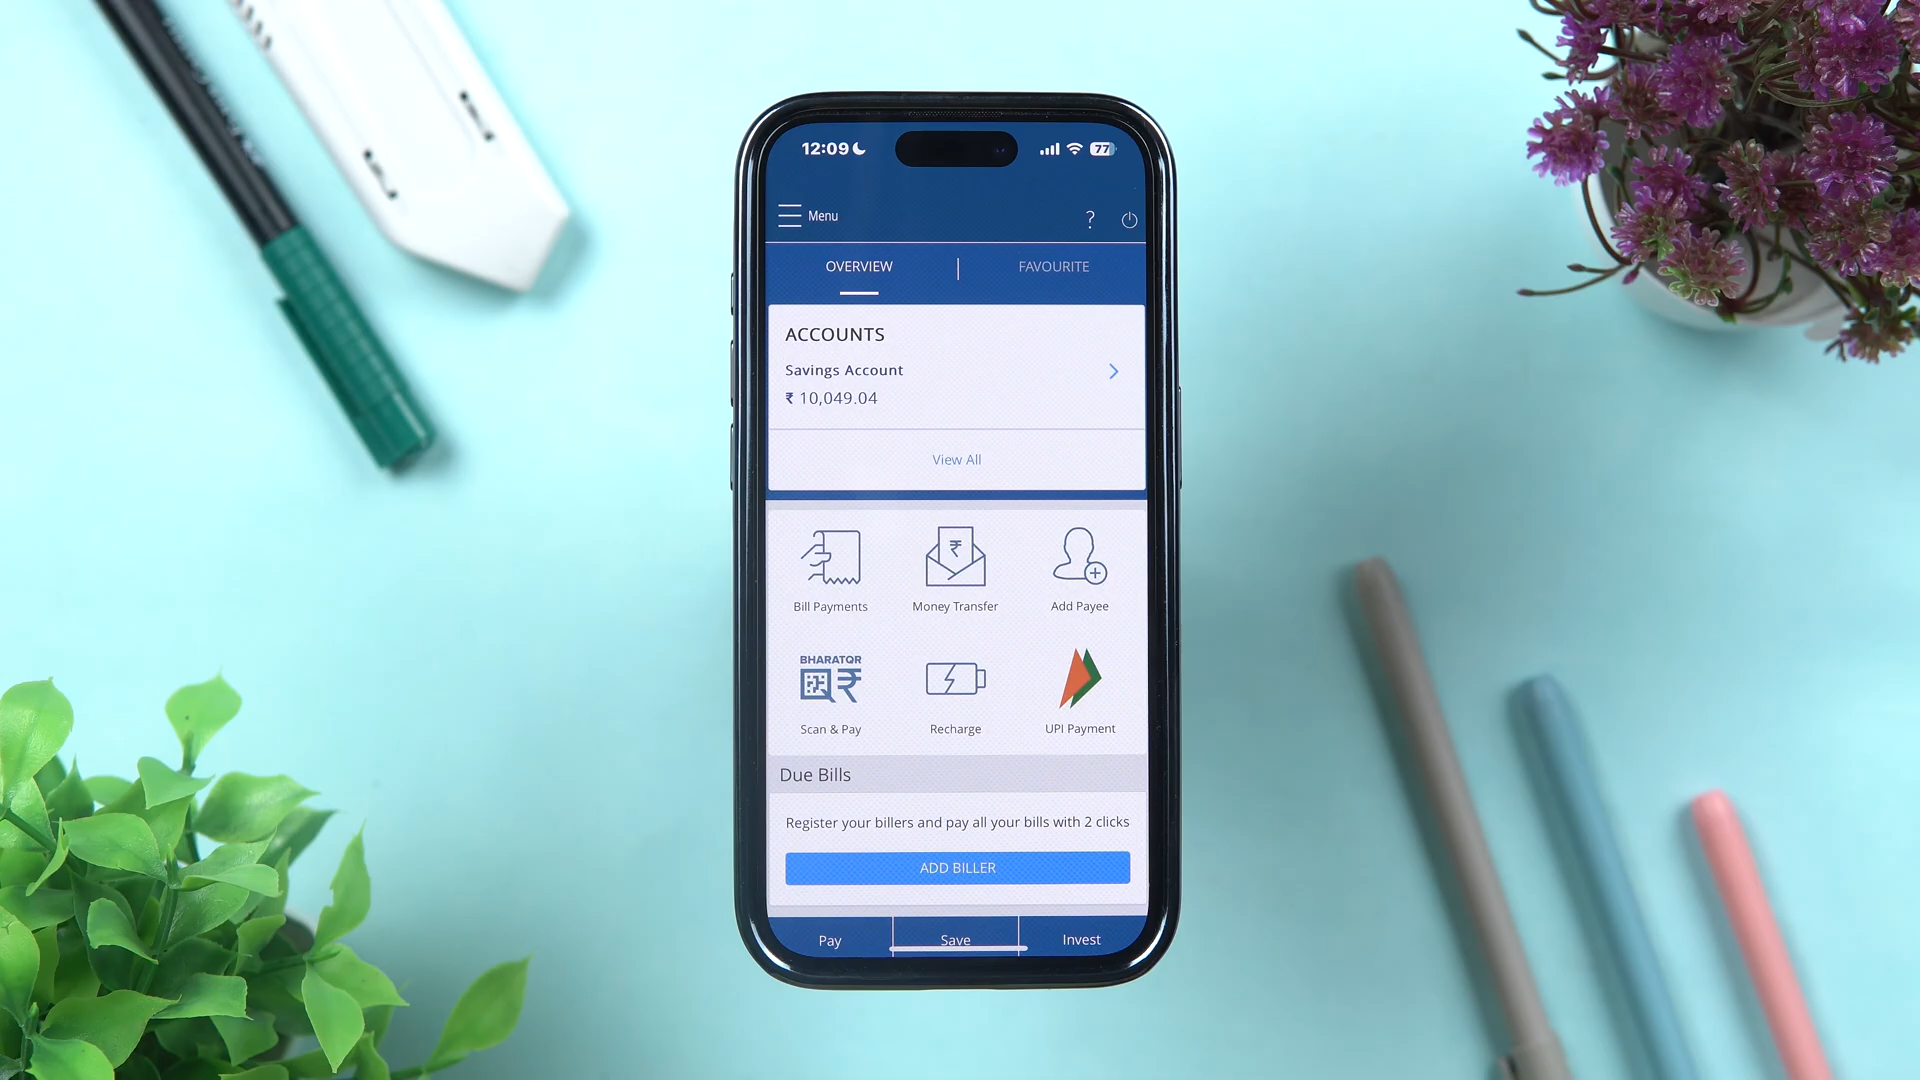 12:09
77
Menu
?
OVERVIEW
FAVOURITE
ACCOUNTS
Savings Account
₹ 10,049.04
View All
₹
Bill Payments
Money Transfer
Add Payee
BHARATQR
₹
Scan & Pay
Recharge
UPI Payment
Due Bills
Register your billers and pay all your bills with 2 clicks
ADD BILLER
Pay
Save
Invest